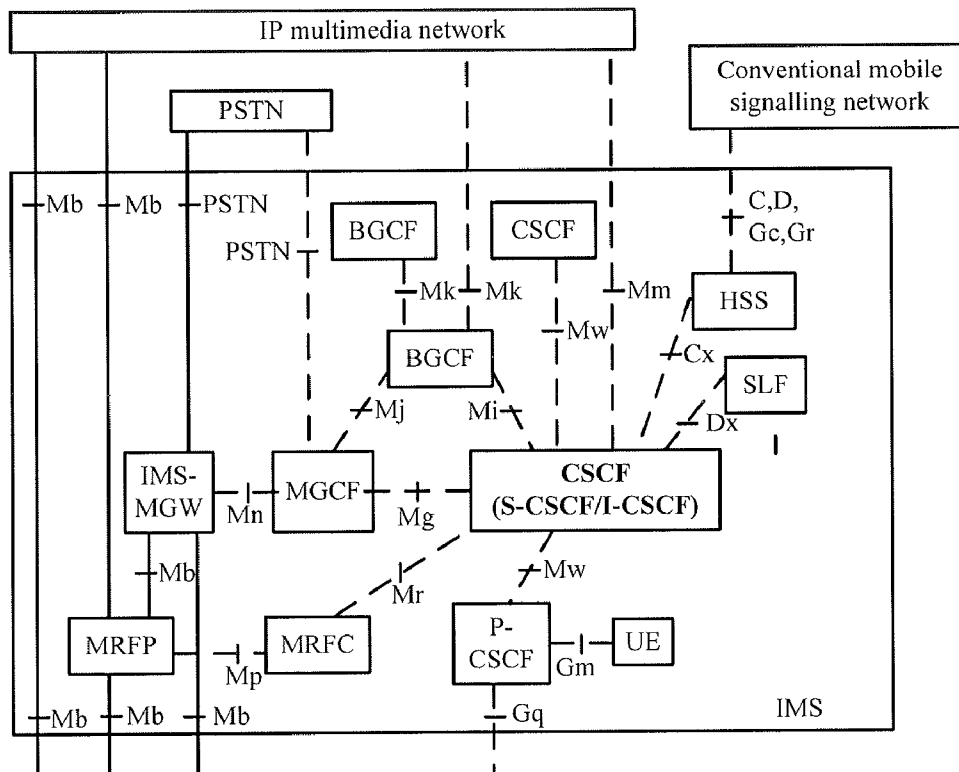 IP multimedia network
Conventional mobile
signalling network
PSTN
Mb
Mb
PSTN
C,D,
Gc,Gr
PSTN
BGCF
CSCF
Mk
Mk
Mm
HSS
Mw
BGCF
Cx
SLF
Mj
Mi
Dx
IMS-
MGW
Mn
MGCF
Mg
CSCF
(S-CSCF/I-CSCF)
Mb
Mr
Mw
MRFP
Mp
MRFC
P-
CSCF
Gm
UE
Mb
Mb
Mb
Gq
IMS